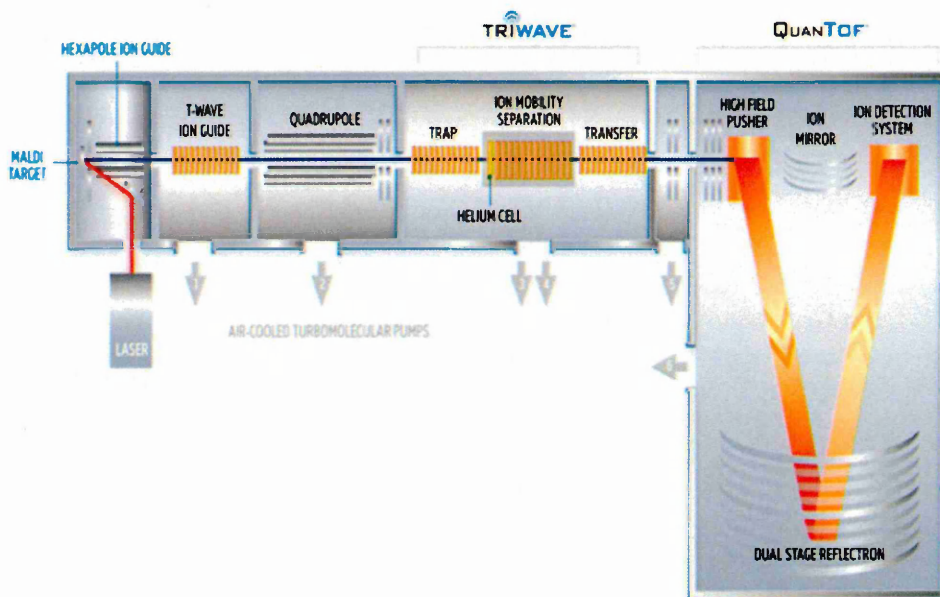 TRIWAVE
QUANTOF
HEXAPOLE ION GUIDE
T-WAVE
ION GUIDE
QUADRUPOLE
TRAP
ION MOBILITY
SEPARATION
TRANSFER
HIGH FIELD
PUSHER
ION
MIRROR
ION DETECTION
SYSTEM
MALDI
TARGET
HELIUM CELL
1
2
3
4
5
6
LASER
AIR-COOLED TURBOMOLECULAR PUMPS
DUAL STAGE REFLECTRON